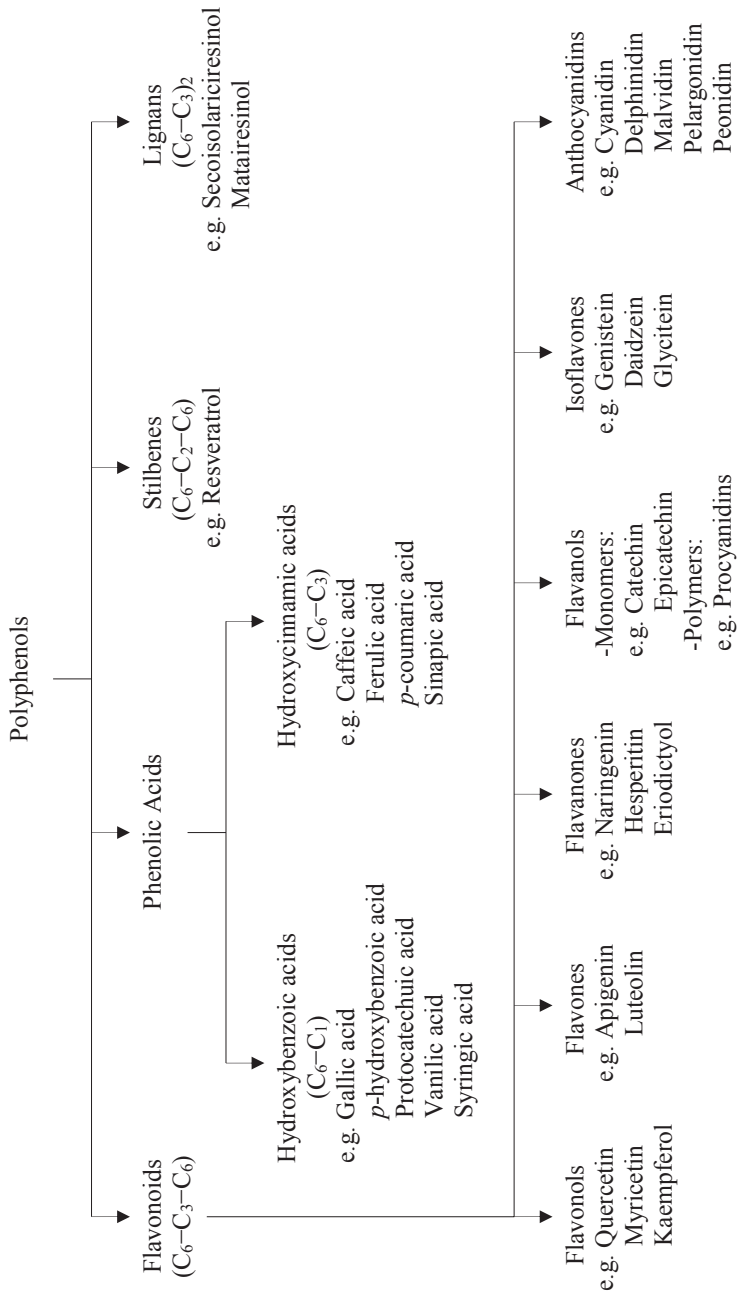 Polyphenols
Flavonoids
(C₆–C₃–C₆)
Phenolic Acids
Stilbenes
(C₆–C₂–C₆)
e.g. Resveratrol
Lignans
(C₆–C₃)₂
e.g. Secoisolariciresinol
Matairesinol
Hydroxybenzoic acids
(C₆–C₁)
e.g. Gallic acid
p-hydroxybenzoic acid
Protocatechuic acid
Vanilic acid
Syringic acid
Hydroxycinnamic acids
(C₆–C₃)
e.g. Caffeic acid
Ferulic acid
p-coumaric acid
Sinapic acid
Flavonols
e.g. Quercetin
Myricetin
Kaempferol
Flavones
e.g. Apigenin
Luteolin
Flavanones
e.g. Naringenin
Hesperitin
Eriodictyol
Flavanols
-Monomers:
e.g. Catechin
Epicatechin
-Polymers:
e.g. Procyanidins
Isoflavones
e.g. Genistein
Daidzein
Glycitein
Anthocyanidins
e.g. Cyanidin
Delphinidin
Malvidin
Pelargonidin
Peonidin